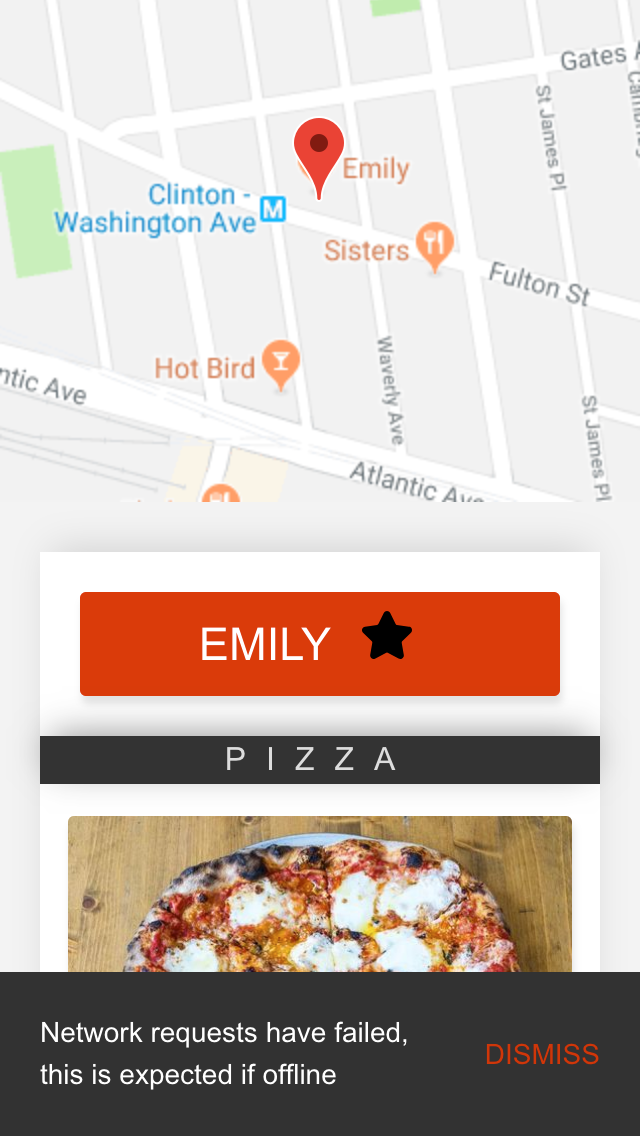 Gates A
St James Pl
Emily
Clinton -
Washington Ave
M
Sisters
Fulton St
Hot Bird
Waverly Ave
ntic Ave
St James Pl
Atlantic Ave
EMILY
PIZZA
Network requests have failed,
this is expected if offline
DISMISS